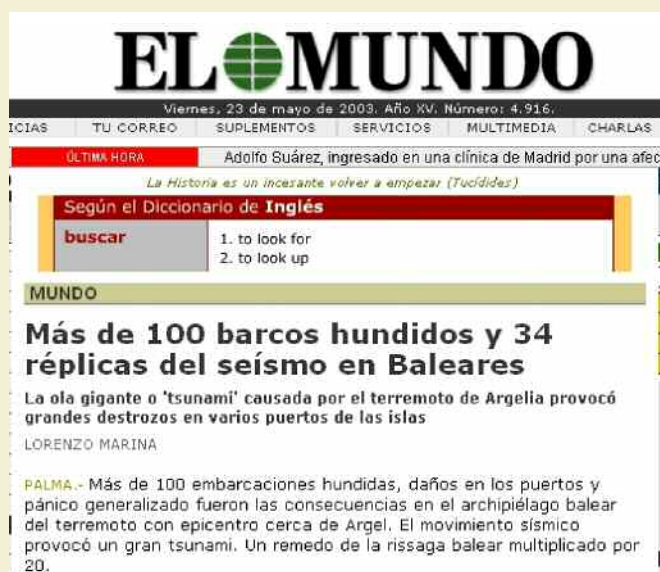 EL MUNDO
Viernes, 23 de mayo de 2003. Año XV. Número: 4.916.
TU CORREO SUPLEMENTOS SERVICIOS MULTIMEDIA CHARLAS
ÚLTIMA HORA Adolfo Suárez, ingresado en una clínica de Madrid por una afec
La Historia es un incesante volver a empezar (Tucídides)
Según el Diccionario de Inglés
buscar 1. to look for
2. to look up
MUNDO
Más de 100 barcos hundidos y 34
réplicas del seísmo en Baleares
La ola gigante o 'tsunami' causada por el terremoto de Argelia provocó
grandes destrozos en varios puertos de las islas
LORENZO MARINA
PALMA.- Más de 100 embarcaciones hundidas, daños en los puertos y
pánico generalizado fueron las consecuencias en el archipiélago balear
del terremoto con epicentro cerca de Argel. El movimiento sísmico
provocó un gran tsunami. Un remedo de la rissaga balear multiplicado por
20.